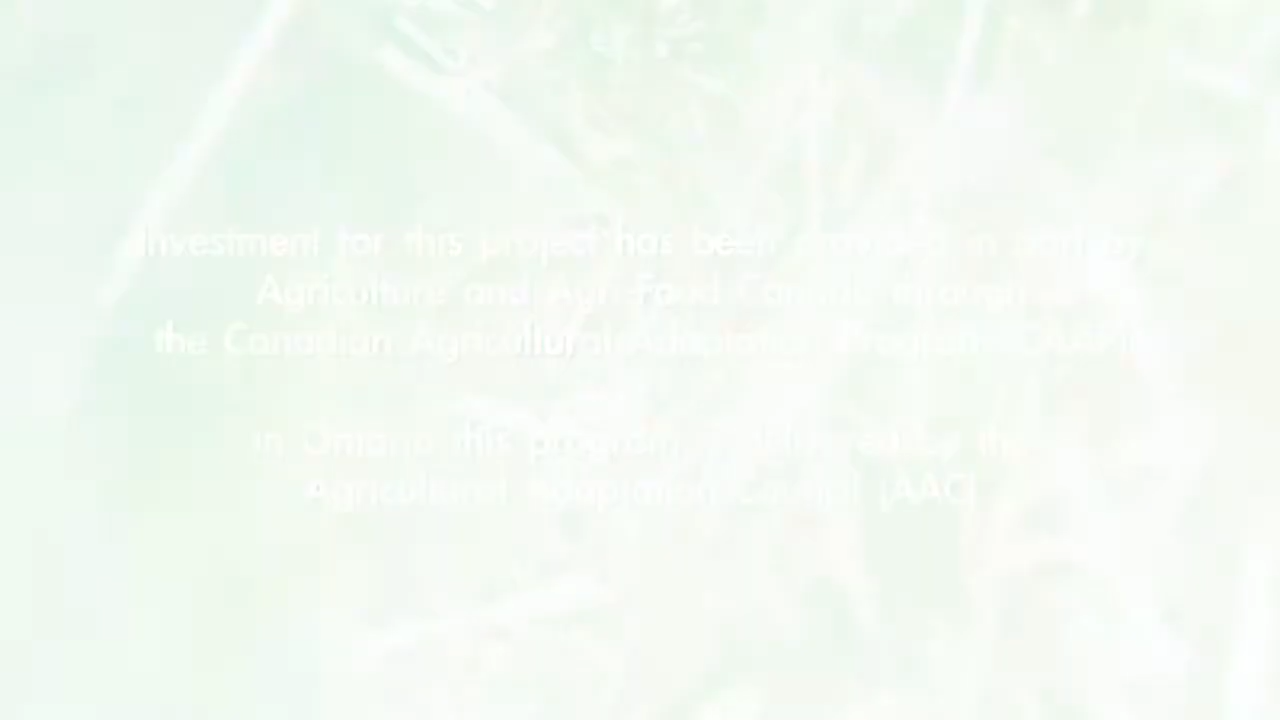 Investment for this project has been provided in part by
Agriculture and Agri-Food Canada through
the Canadian Agricultural Adaptation Program (CAAP)
In Ontario this program is delivered by the
Agricultural Adaptation Council (AAC)